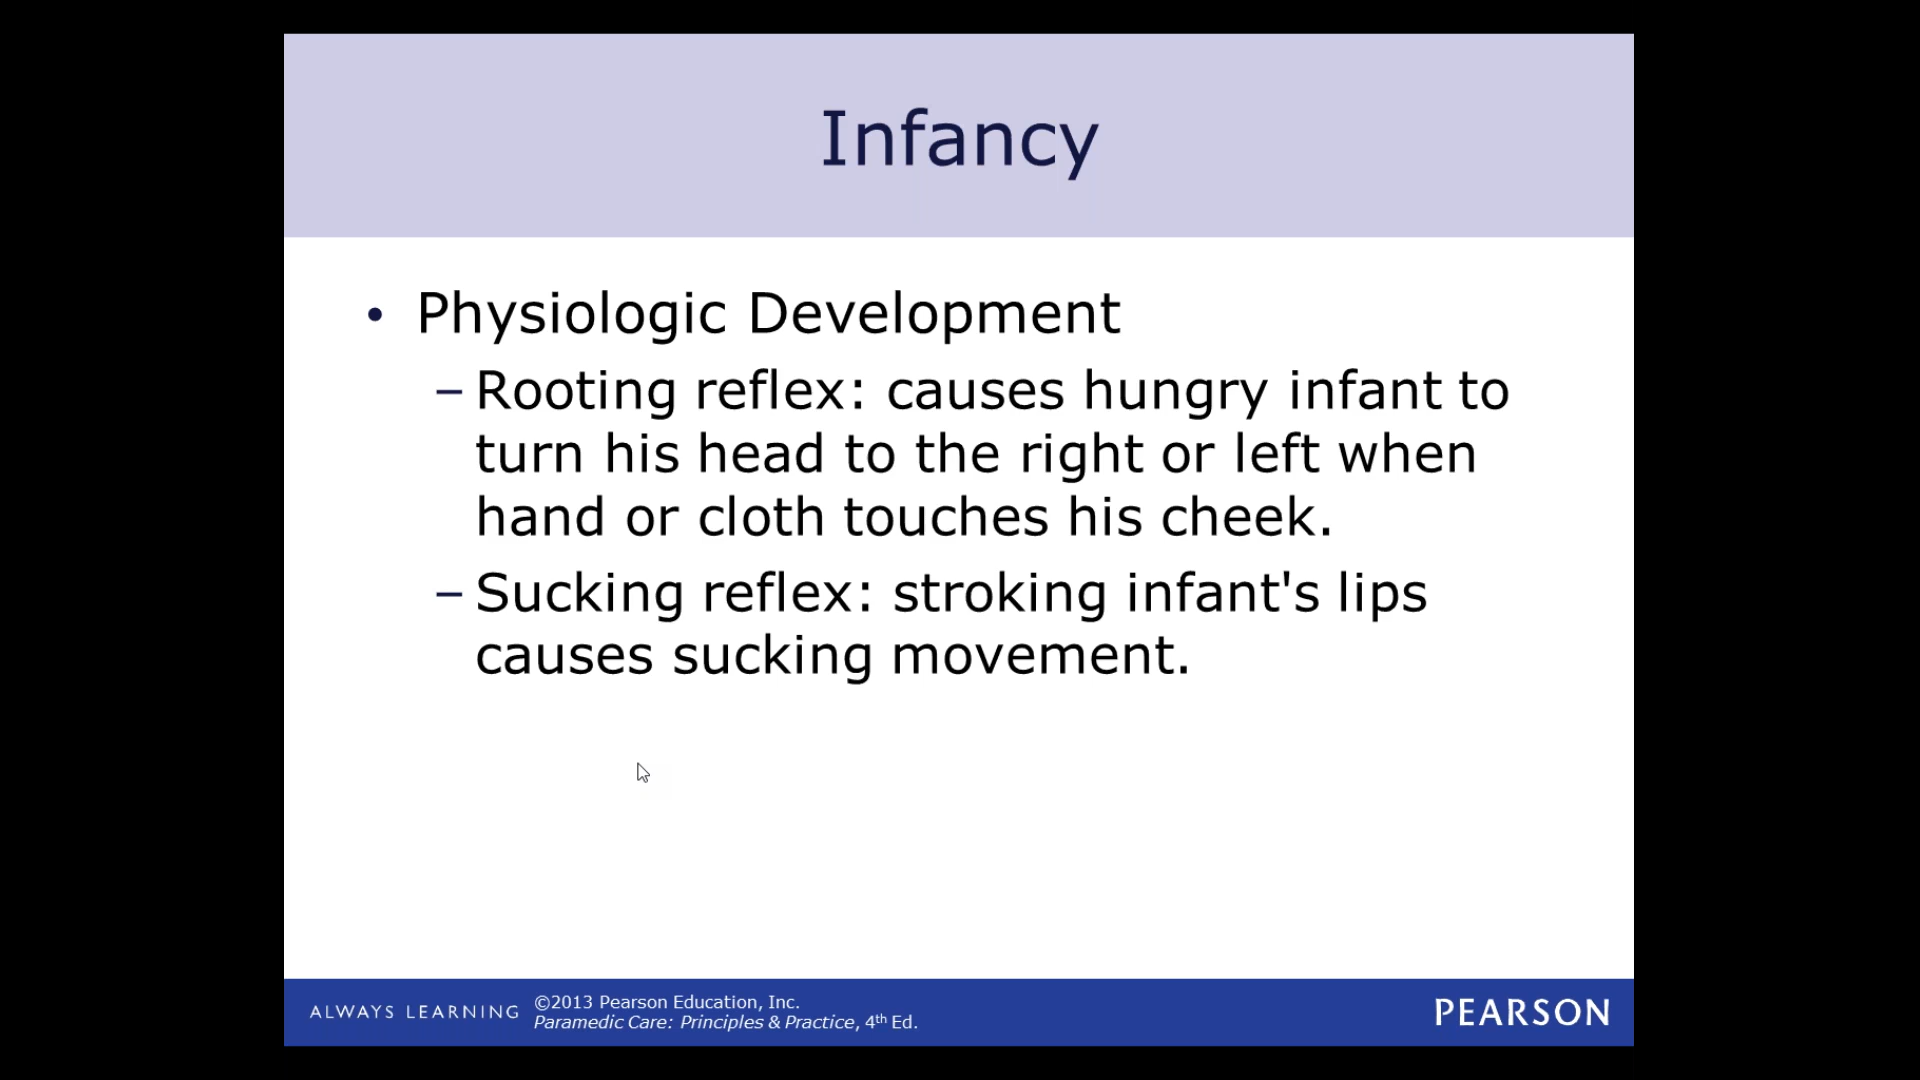 Infancy
• Physiologic Development
– Rooting reflex: causes hungry infant to
turn his head to the right or left when
hand or cloth touches his cheek.
– Sucking reflex: stroking infant's lips
causes sucking movement.
ALWAYS LEARNING
©2013 Pearson Education, Inc.
Paramedic Care: Principles & Practice, 4th Ed.
PEARSON